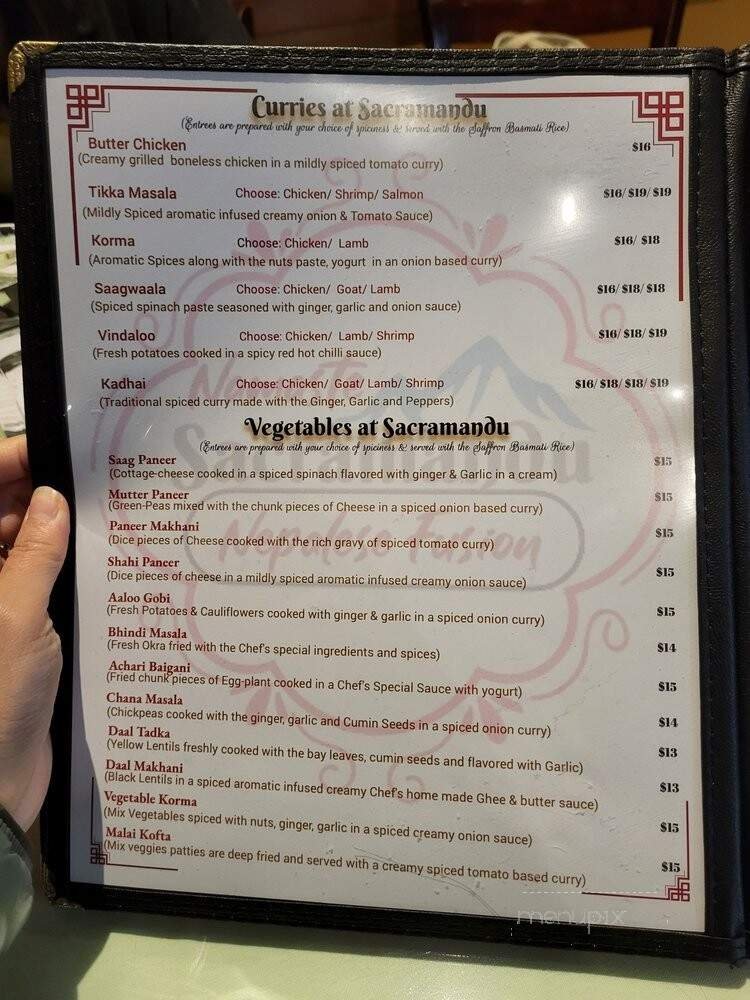 Curries at Sacramandu
(Entrees are prepared with your choice of spiciness & served with the Saffron Basmati Rice)
Butter Chicken $16
(Creamy grilled boneless chicken in a mildly spiced tomato curry)
Tikka Masala Choose: Chicken/ Shrimp/ Salmon $16/ $19/ $19
(Mildly Spiced aromatic infused creamy onion & Tomato Sauce)
Korma Choose: Chicken/ Lamb $16/ $18
(Aromatic Spices along with the nuts paste, yogurt in an onion based curry)
Saagwaala Choose: Chicken/ Goat/ Lamb $16/ $18/ $18
(Spiced spinach paste seasoned with ginger, garlic and onion sauce)
Vindaloo Choose: Chicken/ Lamb/ Shrimp $16/ $18/ $19
(Fresh potatoes cooked in a spicy red hot chilli sauce)
Kadhai Choose: Chicken/ Goat/ Lamb/ Shrimp $16/ $18/ $18/ $19
(Traditional spiced curry made with the Ginger, Garlic and Peppers)
Vegetables at Sacramandu
(Entrees are prepared with your choice of spiciness & served with the Saffron Basmati Rice)
Saag Paneer $15
(Cottage-cheese cooked in a spiced spinach flavored with ginger & Garlic in a cream)
Mutter Paneer $15
(Green-Peas mixed with the chunk pieces of Cheese in a spiced onion based curry)
Paneer Makhani $15
(Dice pieces of Cheese cooked with the rich gravy of spiced tomato curry)
Shahi Paneer $15
(Dice pieces of cheese in a mildly spiced aromatic infused creamy onion sauce)
Aaloo Gobi $15
(Fresh Potatoes & Cauliflowers cooked with ginger & garlic in a spiced onion curry)
Bhindi Masala $14
(Fresh Okra fried with the Chef's special ingredients and spices)
Achari Baigani $15
(Fried chunk pieces of Egg-plant cooked in a Chef's Special Sauce with yogurt)
Chana Masala $14
(Chickpeas cooked with the ginger, garlic and Cumin Seeds in a spiced onion curry)
Daal Tadka $13
(Yellow Lentils freshly cooked with the bay leaves, cumin seeds and flavored with Garlic)
Daal Makhani $13
(Black Lentils in a spiced aromatic infused creamy Chef's home made Ghee & butter sauce)
Vegetable Korma $15
(Mix Vegetables spiced with nuts, ginger, garlic in a spiced creamy onion sauce)
Malai Kofta $15
(Mix veggies patties are deep fried and served with a creamy spiced tomato based curry)
Nepalese Fusion
menupix